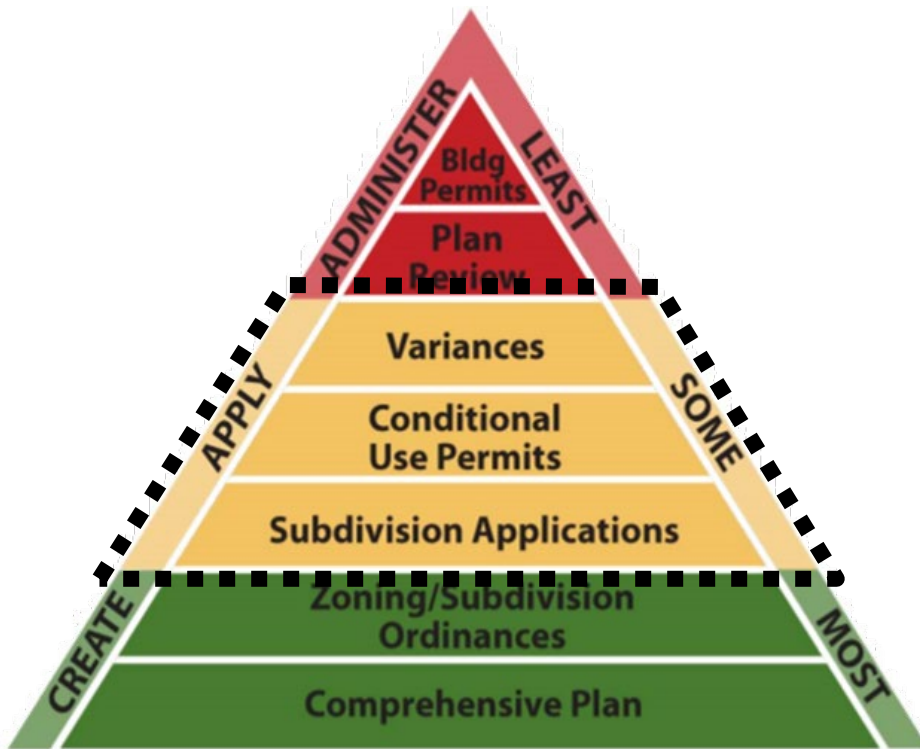 ADMINISTER
LEAST
Bldg
Permits
Plan
Review
APPLY
SOME
Variances
Conditional
Use Permits
Subdivision Applications
CREATE
MOST
Zoning/Subdivision
Ordinances
Comprehensive Plan